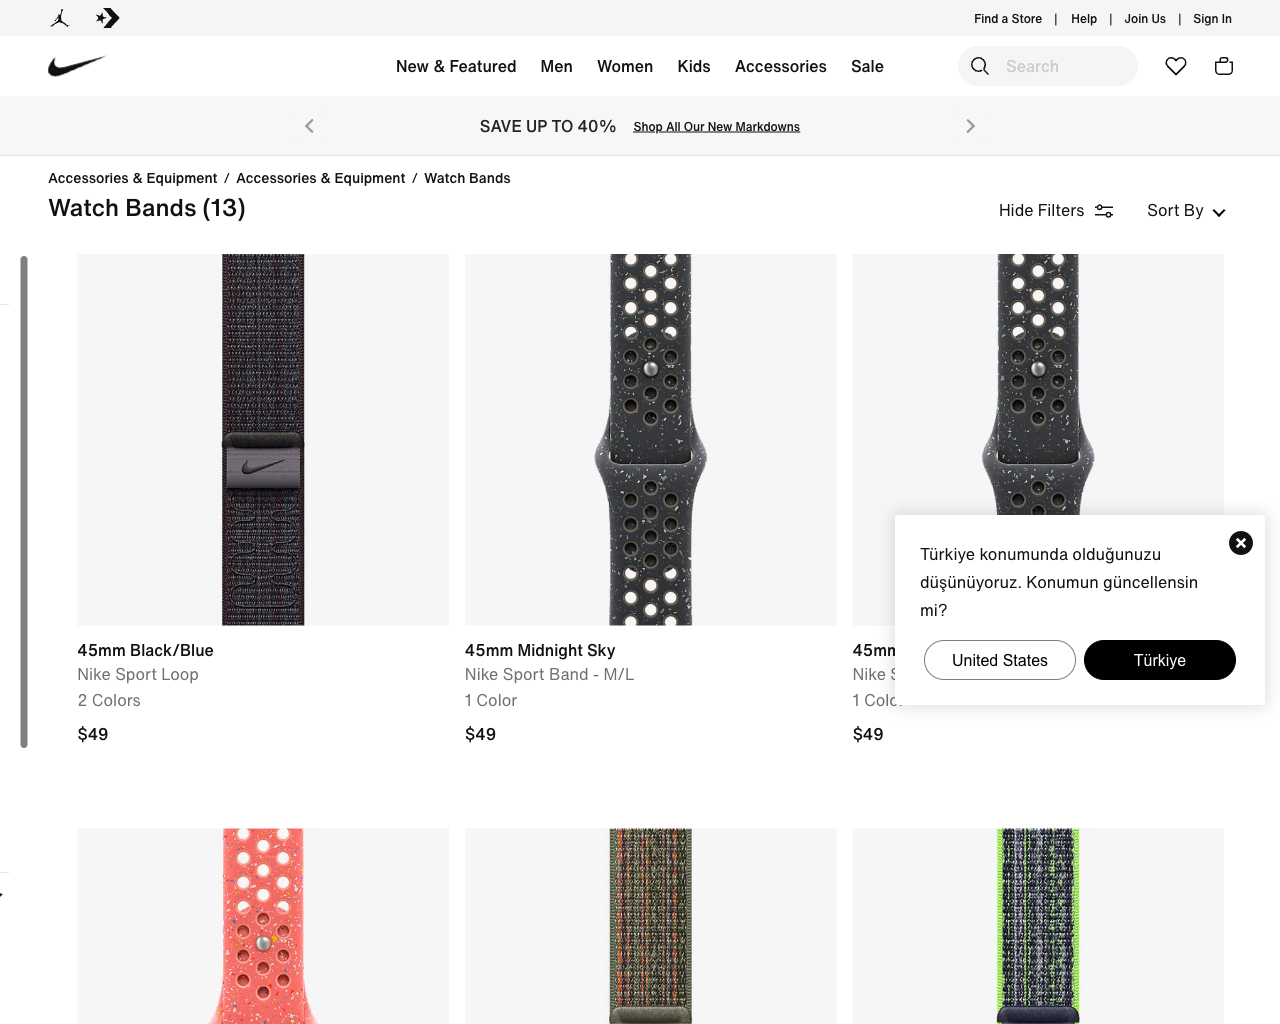 Find a Store | Help | Join Us | Sign In
New & Featured Men Women Kids Accessories Sale Search
SAVE UP TO 40% Shop All Our New Markdowns
Accessories & Equipment / Accessories & Equipment / Watch Bands
Watch Bands (13)
Hide Filters Sort By
45mm Black/Blue
Nike Sport Loop
2 Colors
$49
45mm Midnight Sky
Nike Sport Band - M/L
1 Color
$49
45mm
Nike
1
$49
Türkiye konumunda olduğunuzu
düşünüyoruz. Konumun güncellensin
mi?
United States Türkiye